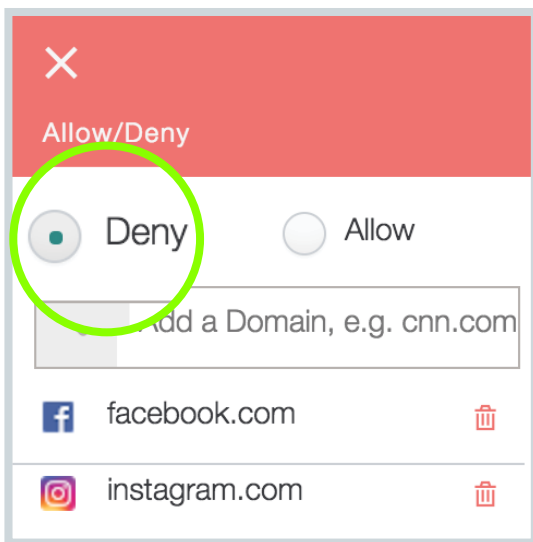 Allow/Deny
Deny Allow
Add a Domain, e.g. cnn.com
facebook.com
instagram.com